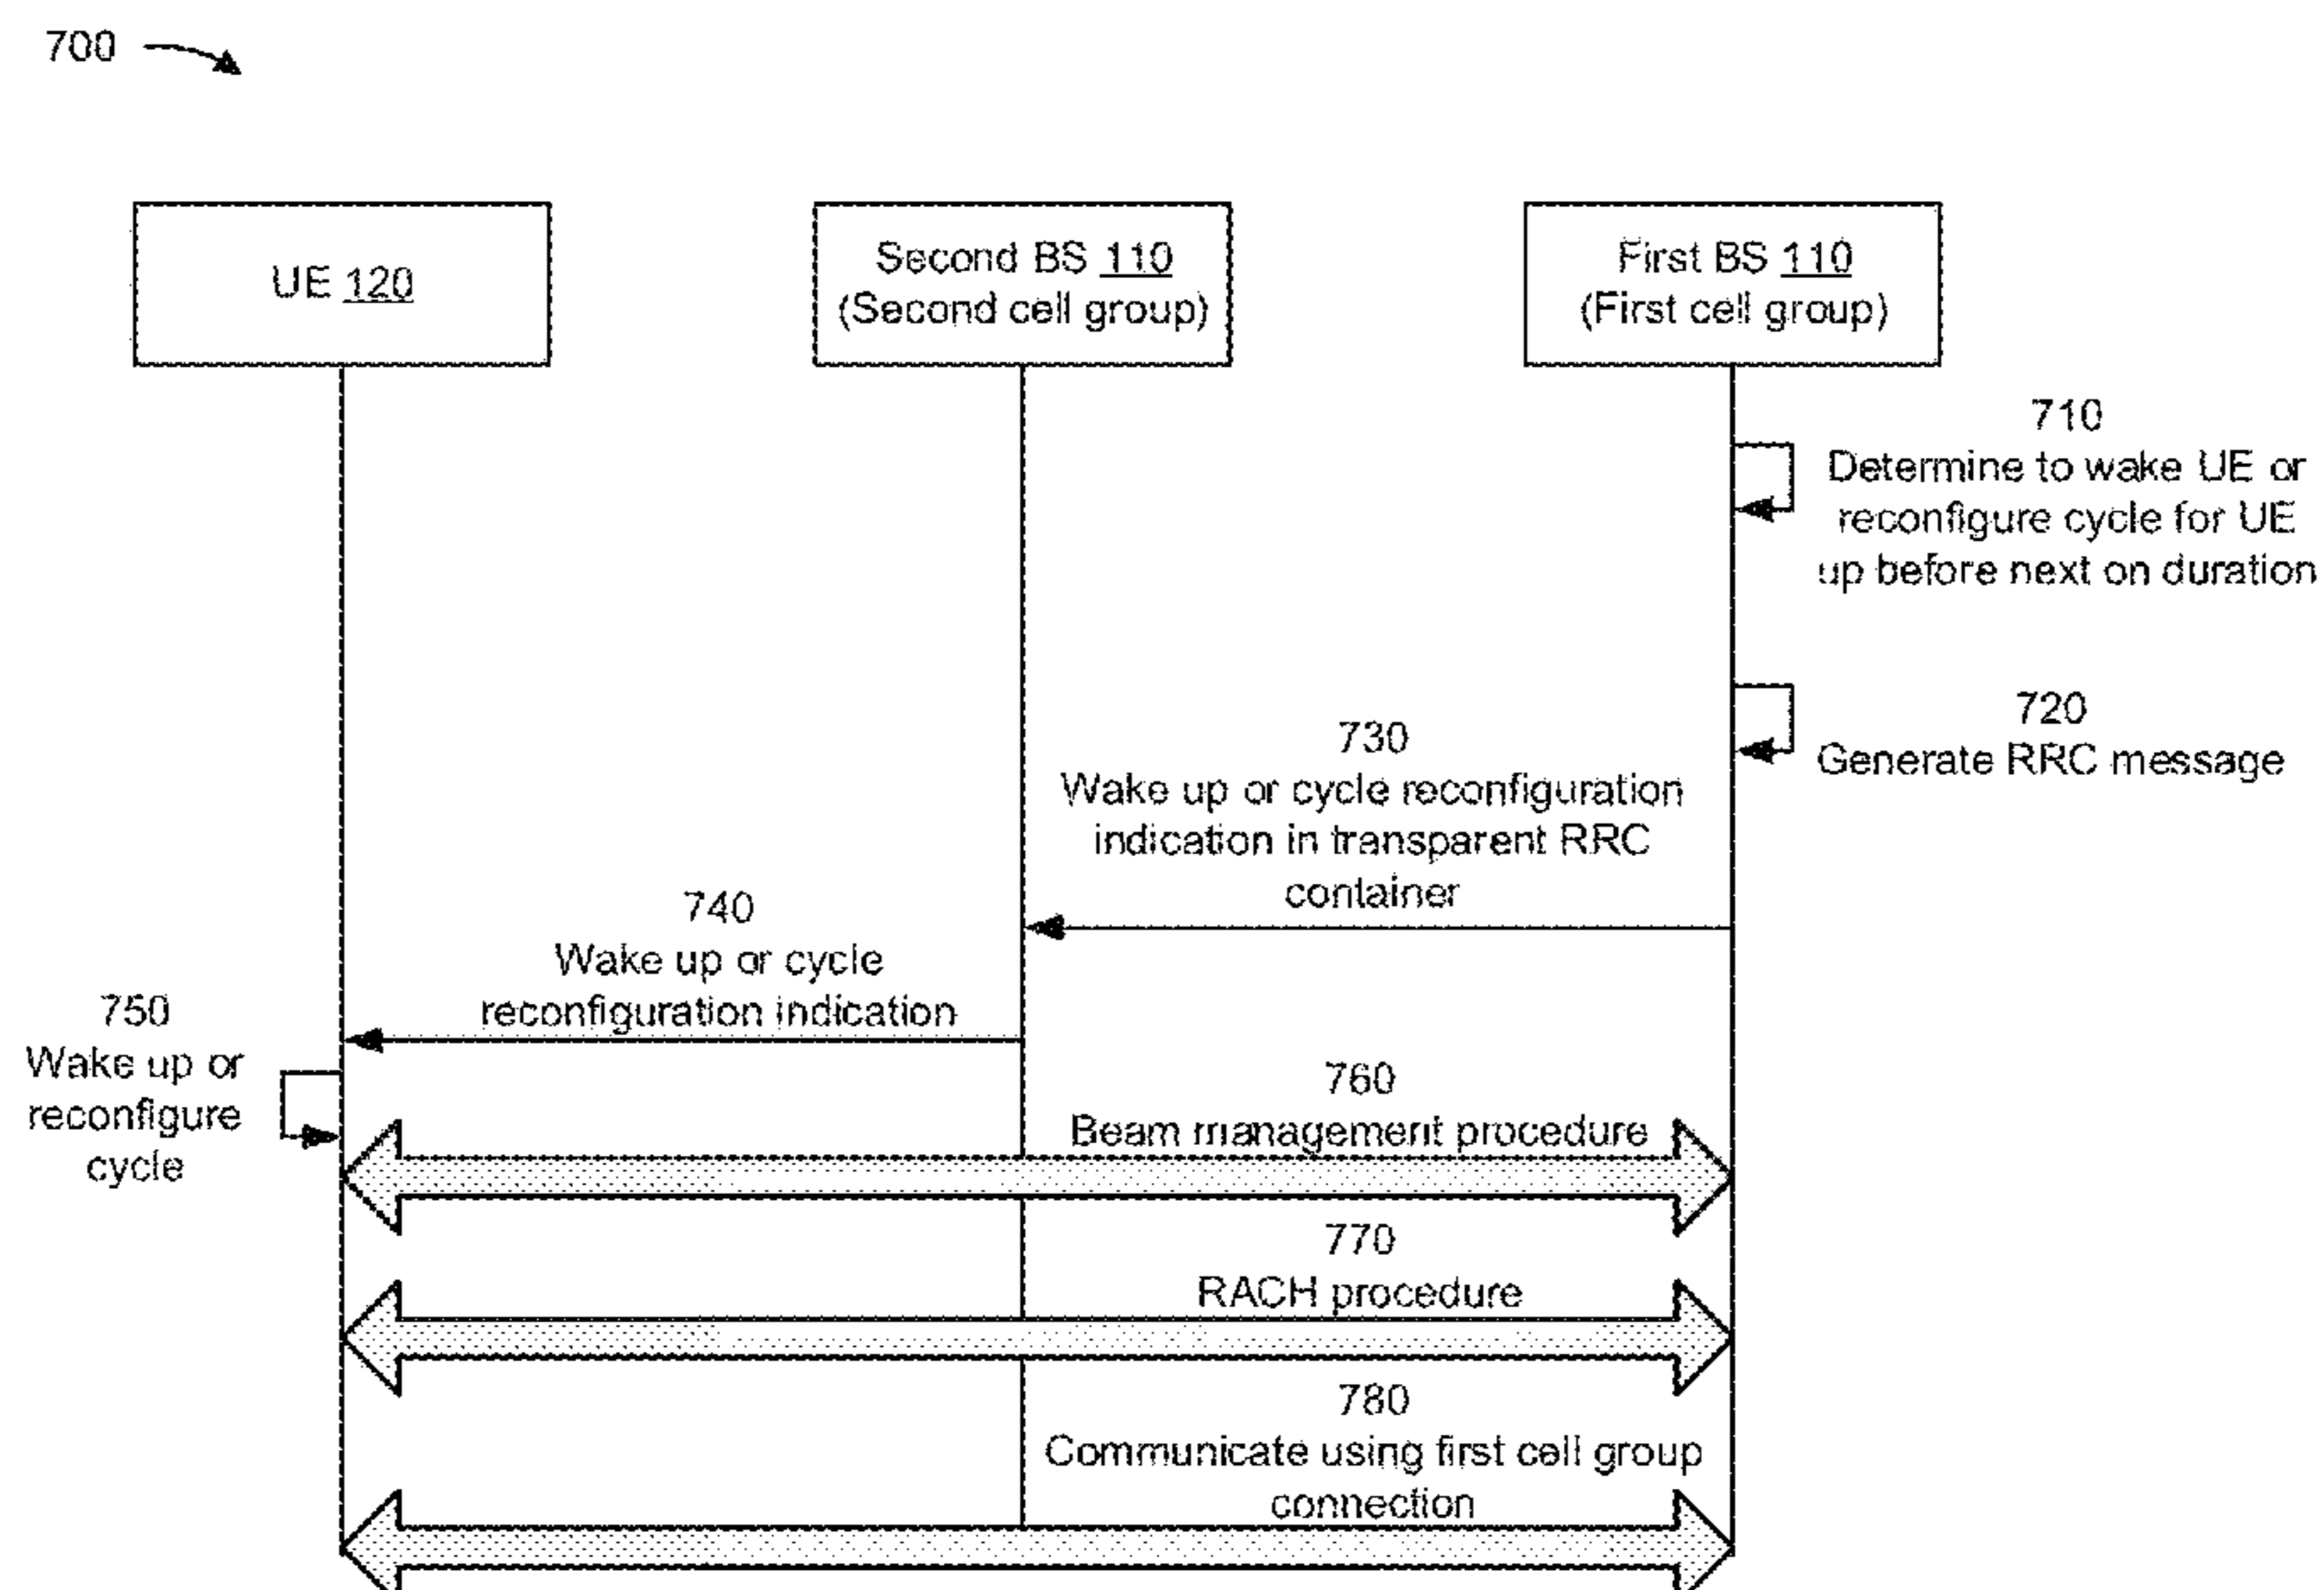 700
UE 120
Second BS 110
(Second cell group)
First BS 110
(First cell group)
710
Determine to wake UE or
reconfigure cycle for UE
up before next on duration
720
Generate RRC message
730
Wake up or cycle reconfiguration
indication in transparent RRC
container
740
Wake up or cycle
reconfiguration indication
750
Wake up or
reconfigure
cycle
760
Beam management procedure
770
RACH procedure
780
Communicate using first cell group
connection